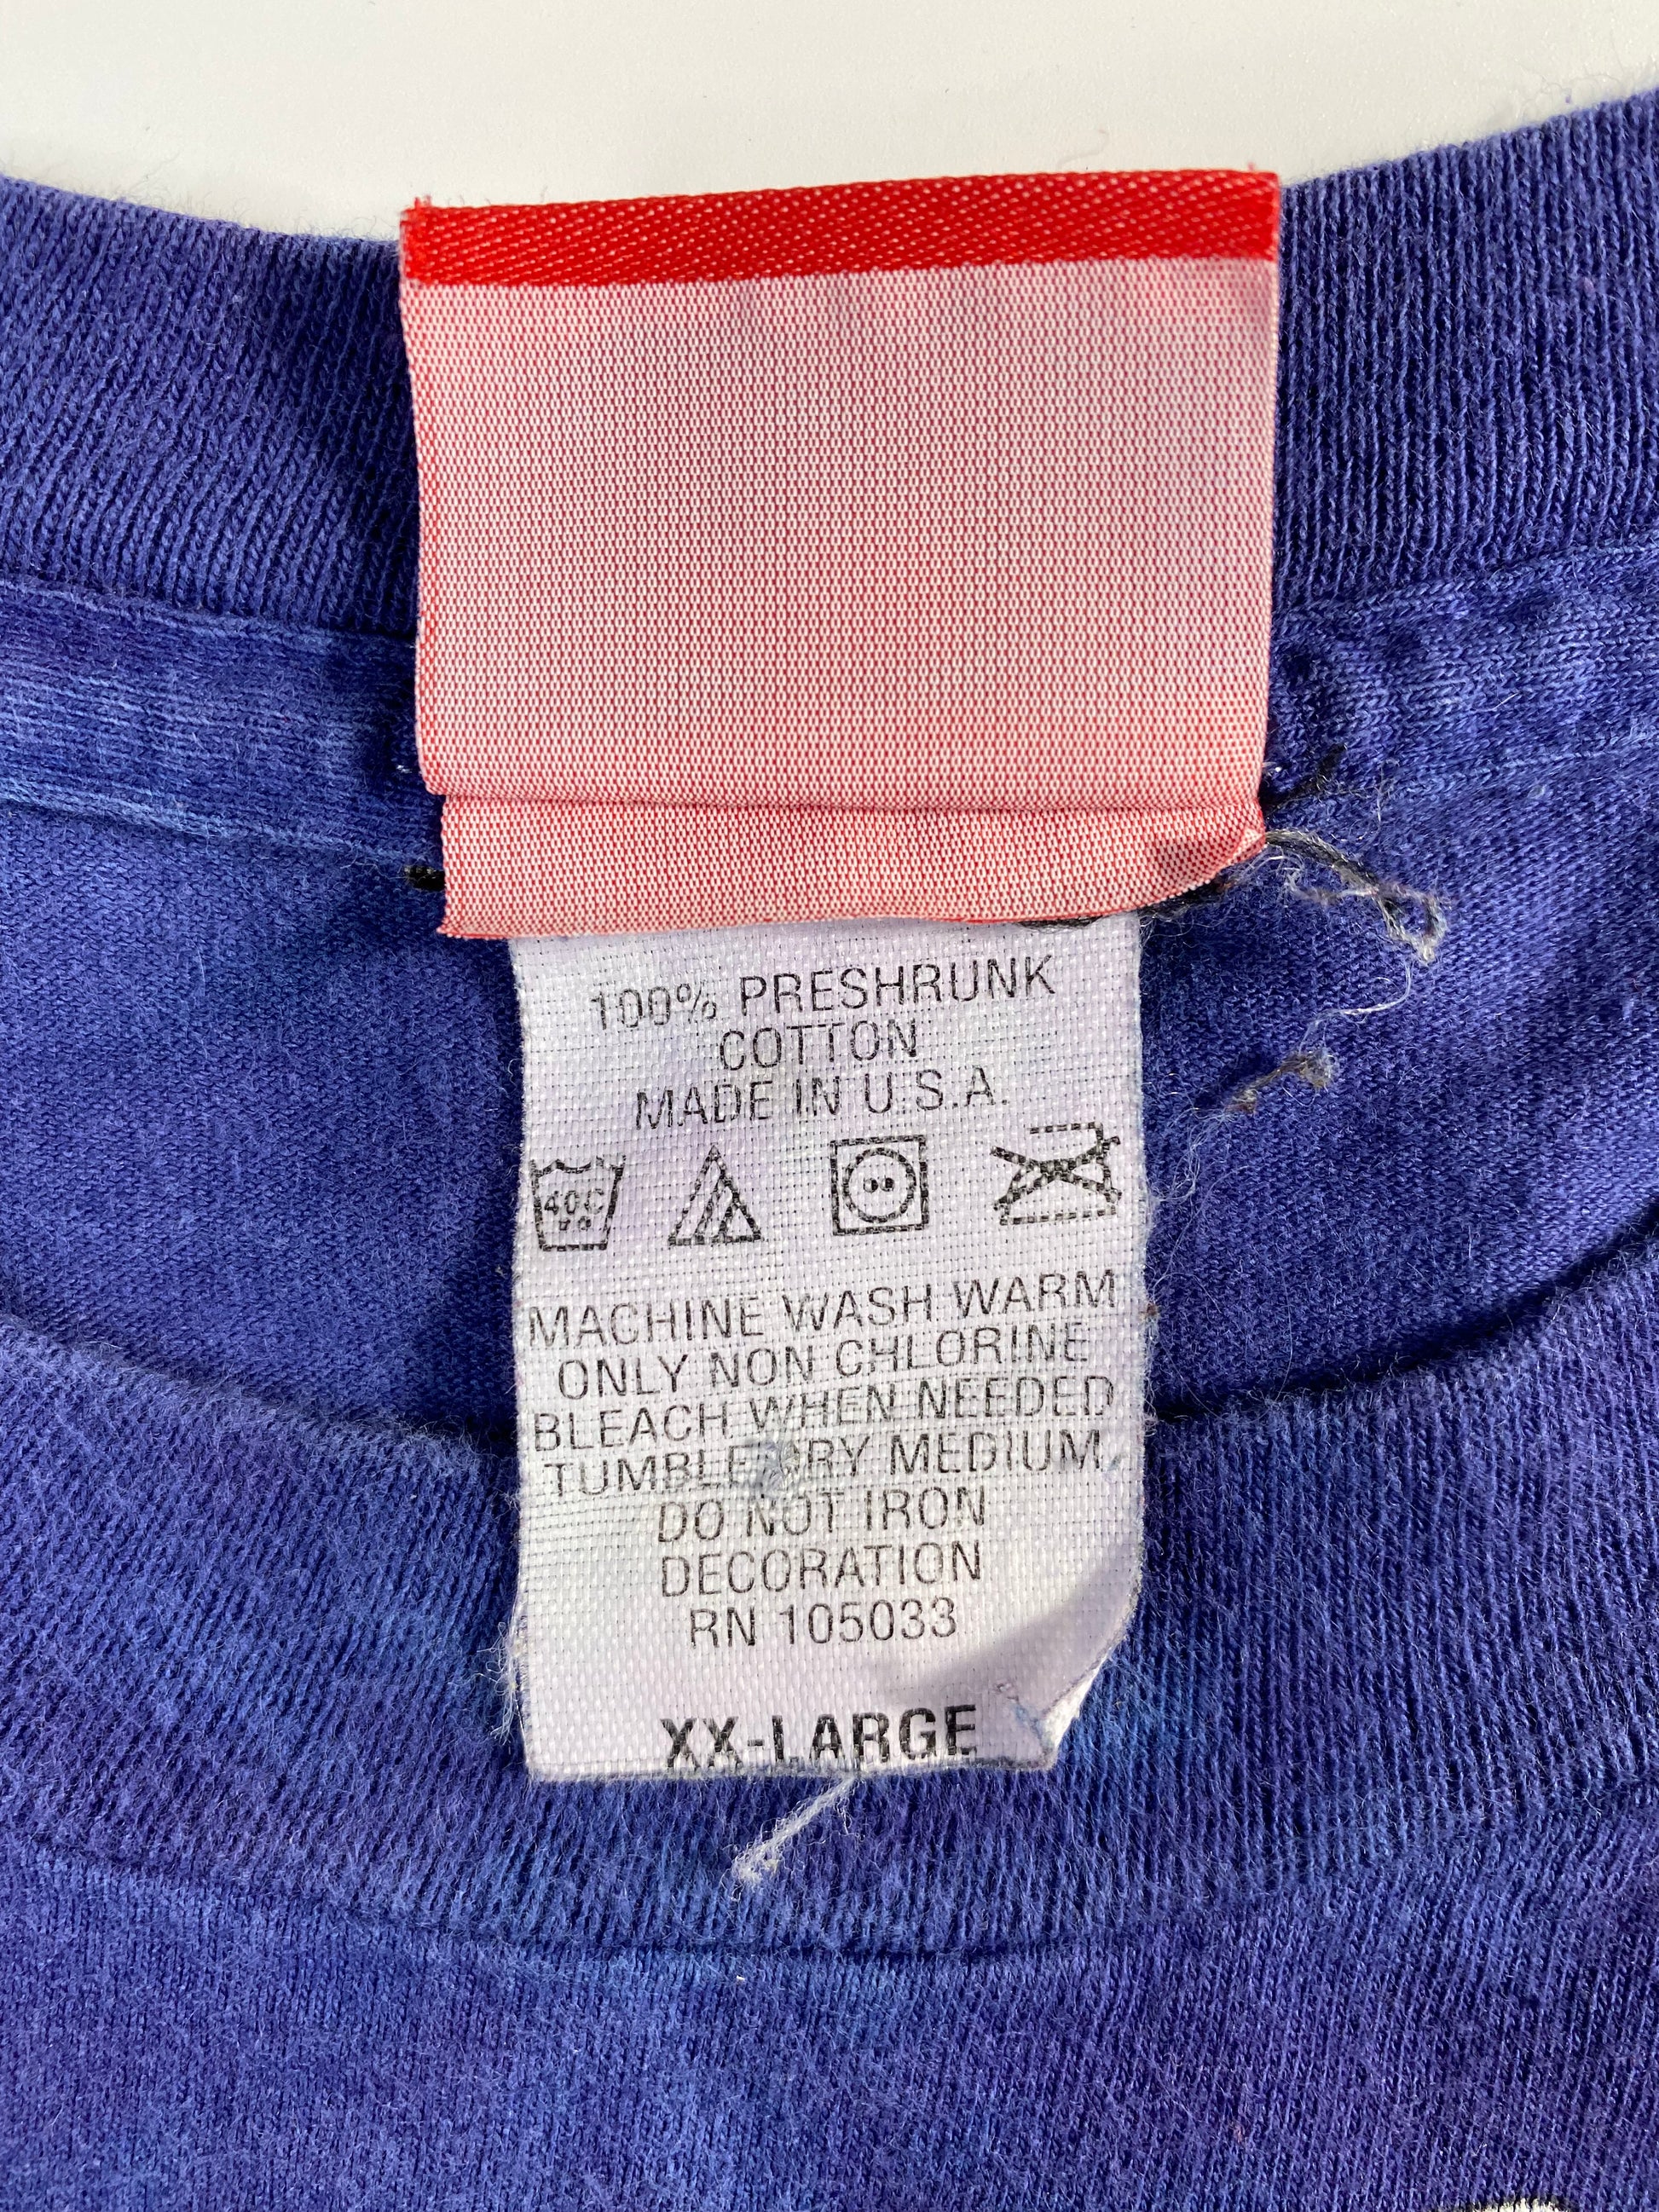 100% PRESHRUNK
COTTON
MADE IN U.S.A.
40C
MACHINE WASH WARM
ONLY NON CHLORINE
BLEACH WHEN NEEDED
TUMBLE DRY MEDIUM
DO NOT IRON
DECORATION
RN 105033
XX-LARGE